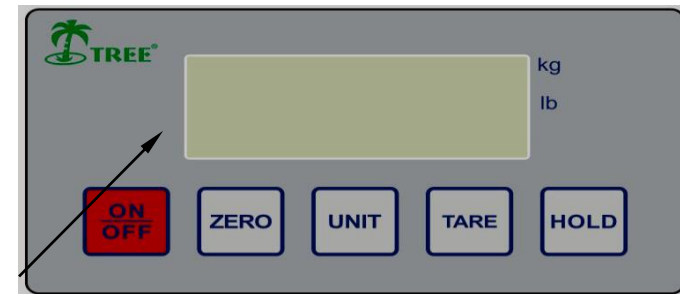 TREE®
kg
lb
ON
OFF
ZERO
UNIT
TARE
HOLD